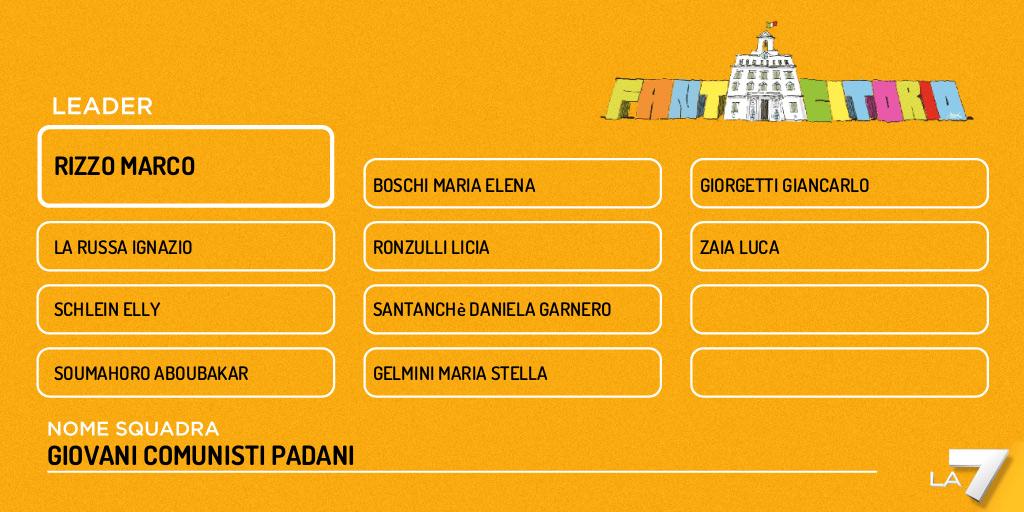 FANTACITORIO
LEADER
RIZZO MARCO
LA RUSSA IGNAZIO
SCHLEIN ELLY
SOUMAHORO ABOUBAKAR
BOSCHI MARIA ELENA
RONZULLI LICIA
SANTANCHè DANIELA GARNERO
GELMINI MARIA STELLA
GIORGETTI GIANCARLO
ZAIA LUCA
NOME SQUADRA
GIOVANI COMUNISTI PADANI
LA7